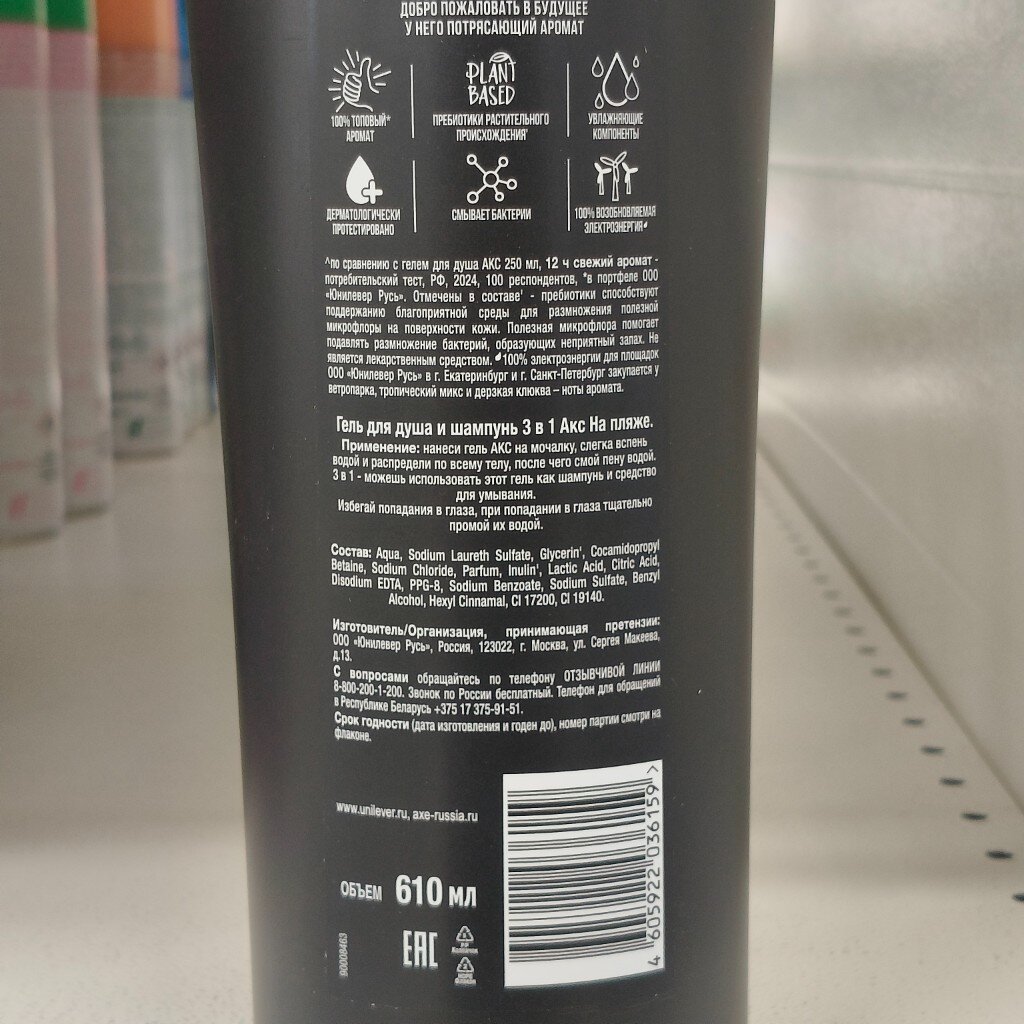 ДОБРО ПОЖАЛОВАТЬ В БУДУЩЕЕ
У НЕГО ПОТРЯСАЮЩИЙ АРОМАТ
100% ТОПОВЫЙ*
АРОМАТ
PLANT
BASED
ПРЕБИОТИКИ РАСТИТЕЛЬНОГО
ПРОИСХОЖДЕНИЯ'
УВЛАЖНЯЮЩИЕ
КОМПОНЕНТЫ
ДЕРМАТОЛОГИЧЕСКИ
ПРОТЕСТИРОВАНО
СМЫВАЕТ БАКТЕРИИ
100% ВОЗОБНОВЛЯЕМАЯ
ЭЛЕКТРОЭНЕРГИЯ
^по сравнению с гелем для душа АКС 250 мл, 12 ч свежий аромат -
потребительский тест, РФ, 2024, 100 респондентов, *в портфеле ООО
«Юнилевер Русь». Отмечены в составе' - пребиотики способствуют
поддержанию благоприятной среды для размножения полезной
микрофлоры на поверхности кожи. Полезная микрофлора помогает
подавлять размножение бактерий, образующих неприятный запах. Не
является лекарственным средством. 100% электроэнергии для площадок
ООО «Юнилевер Русь» в г. Екатеринбург и г. Санкт-Петербург закупается у
ветропарка, тропический микс и дерзкая клюква – ноты аромата.
Гель для душа и шампунь 3 в 1 Акс На пляже.
Применение: нанеси гель АКС на мочалку, слегка вспень
водой и распредели по всему телу, после чего смой пену водой.
3 в 1 - можешь использовать этот гель как шампунь и средство
для умывания.
Избегай попадания в глаза, при попадании в глаза тщательно
промой их водой.
Состав: Aqua, Sodium Laureth Sulfate, Glycerin', Cocamidopropyl
Betaine, Sodium Chloride, Parfum, Inulin', Lactic Acid, Citric Acid,
Disodium EDTA, PPG-8, Sodium Benzoate, Sodium Sulfate, Benzyl
Alcohol, Hexyl Cinnamal, CI 17200, CI 19140.
Изготовитель/Организация, принимающая претензии:
ООО «Юнилевер Русь», Россия, 123022, г. Москва, ул. Сергея Макеева,
д.13.
С вопросами обращайтесь по телефону ОТЗЫВЧИВОЙ ЛИНИИ
8-800-200-1-200. Звонок по России бесплатный. Телефон для обращений
в Республике Беларусь +375 17 375-91-51.
Срок годности (дата изготовления и годен до), номер партии смотри на
флаконе.
www.unilever.ru, axe-russia.ru
ОБЪЕМ 610 мл
90008463
EAC
4 605922 036159 >